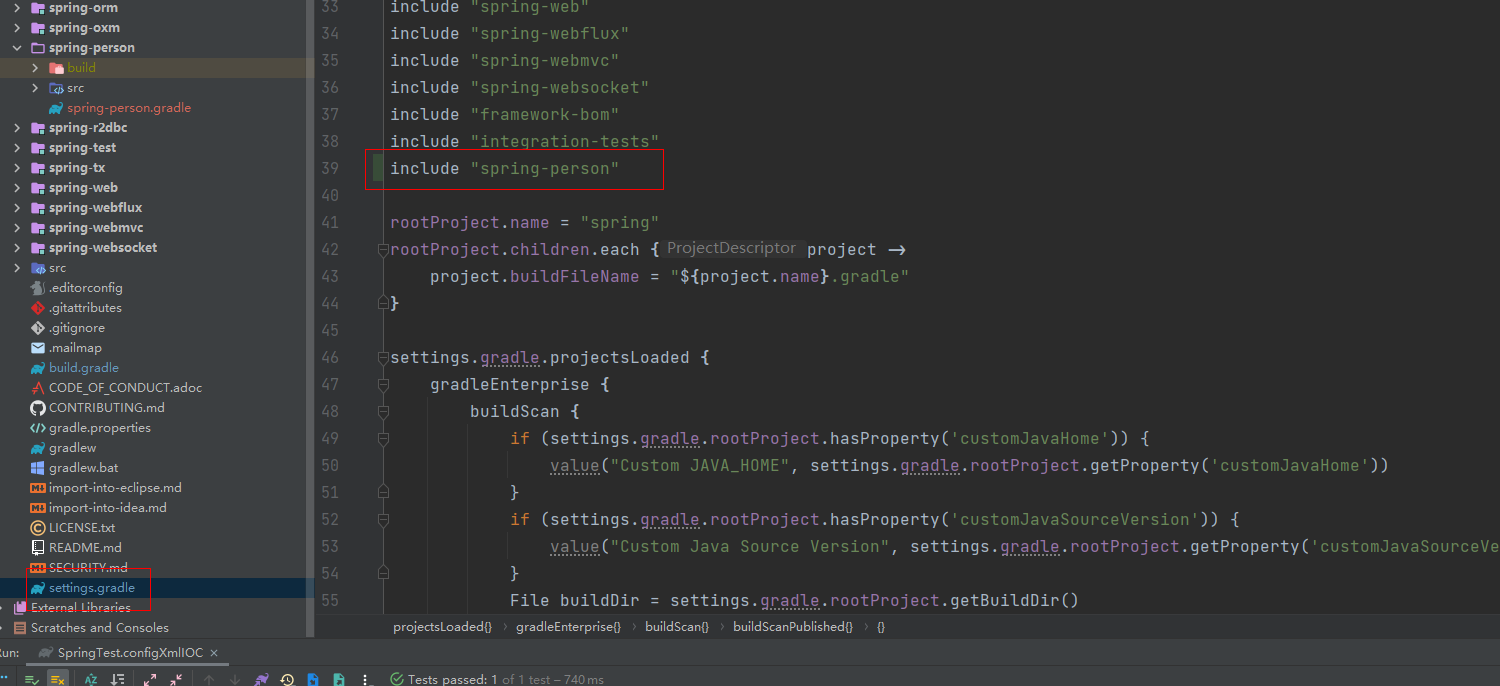 spring-orm
spring-oxm
spring-person
build
src
spring-person.gradle
spring-r2dbc
spring-test
spring-tx
spring-web
spring-webflux
spring-webmvc
spring-websocket
src
.editorconfig
.gitattributes
.gitignore
.mailmap
build.gradle
CODE_OF_CONDUCT.adoc
CONTRIBUTING.md
gradle.properties
gradlew
gradlew.bat
import-into-eclipse.md
import-into-idea.md
LICENSE.txt
README.md
SECURITY.md
settings.gradle
External Libraries
Scratches and Consoles
33 include "spring-web"
34 include "spring-webflux"
35 include "spring-webmvc"
36 include "spring-websocket"
37 include "framework-bom"
38 include "integration-tests"
39 include "spring-person"
40
41 rootProject.name = "spring"
42 rootProject.children.each { ProjectDescriptor project →
43 project.buildFileName = "${project.name}.gradle"
44 }
45
46 settings.gradle.projectsLoaded {
47 gradleEnterprise {
48 buildScan {
49 if (settings.gradle.rootProject.hasProperty('customJavaHome')) {
50 value("Custom JAVA_HOME", settings.gradle.rootProject.getProperty('customJavaHome'))
51 }
52 if (settings.gradle.rootProject.hasProperty('customJavaSourceVersion')) {
53 value("Custom Java Source Version", settings.gradle.rootProject.getProperty('customJavaSourceVe
54 }
55 File buildDir = settings.gradle.rootProject.getBuildDir()
projectsLoaded{} › gradleEnterprise{} › buildScan{} › buildScanPublished{} › {}
un: SpringTest.configXmlIOC ×
Tests passed: 1 of 1 test – 740 ms